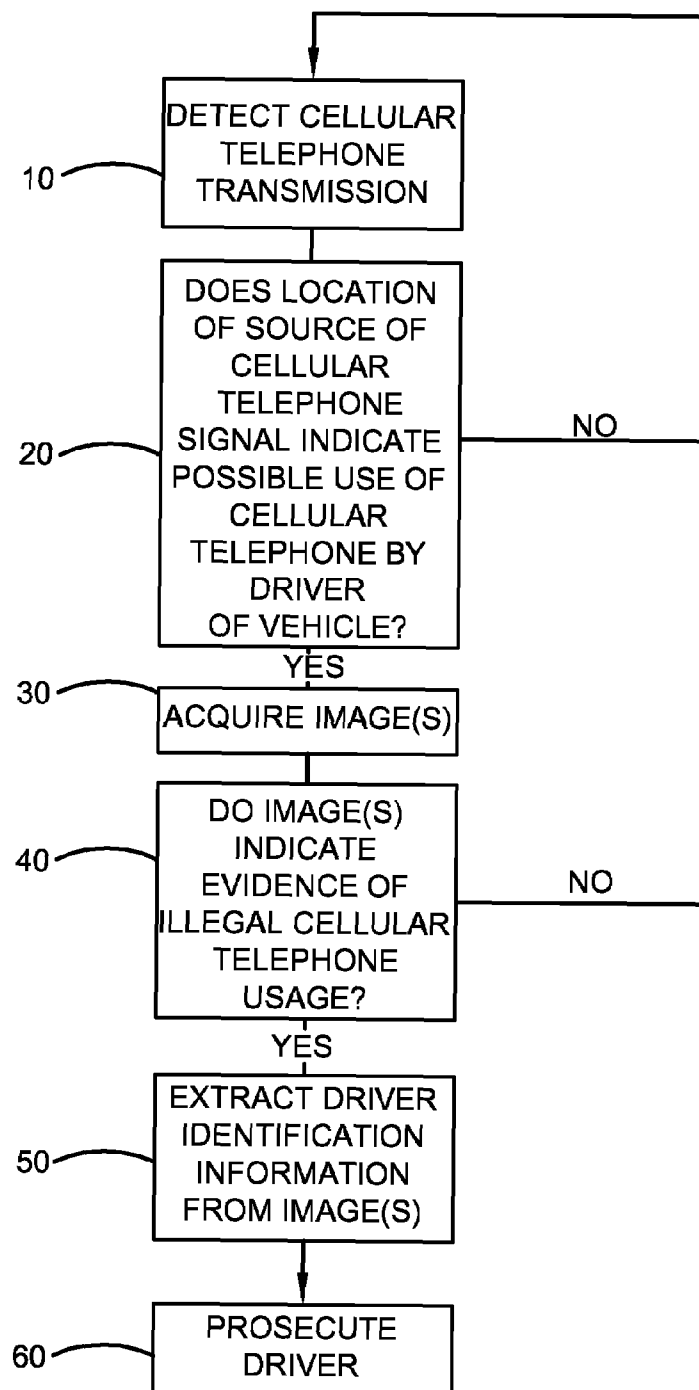 DETECT CELLULAR
TELEPHONE
TRANSMISSION
10
DOES LOCATION
OF SOURCE OF
CELLULAR
TELEPHONE
SIGNAL INDICATE
POSSIBLE USE OF
CELLULAR
TELEPHONE BY
DRIVER
OF VEHICLE?
20
NO
YES
30
ACQUIRE IMAGE(S)
DO IMAGE(S)
INDICATE
EVIDENCE OF
ILLEGAL CELLULAR
TELEPHONE
USAGE?
40
NO
YES
EXTRACT DRIVER
IDENTIFICATION
INFORMATION
FROM IMAGE(S)
50
PROSECUTE
DRIVER
60